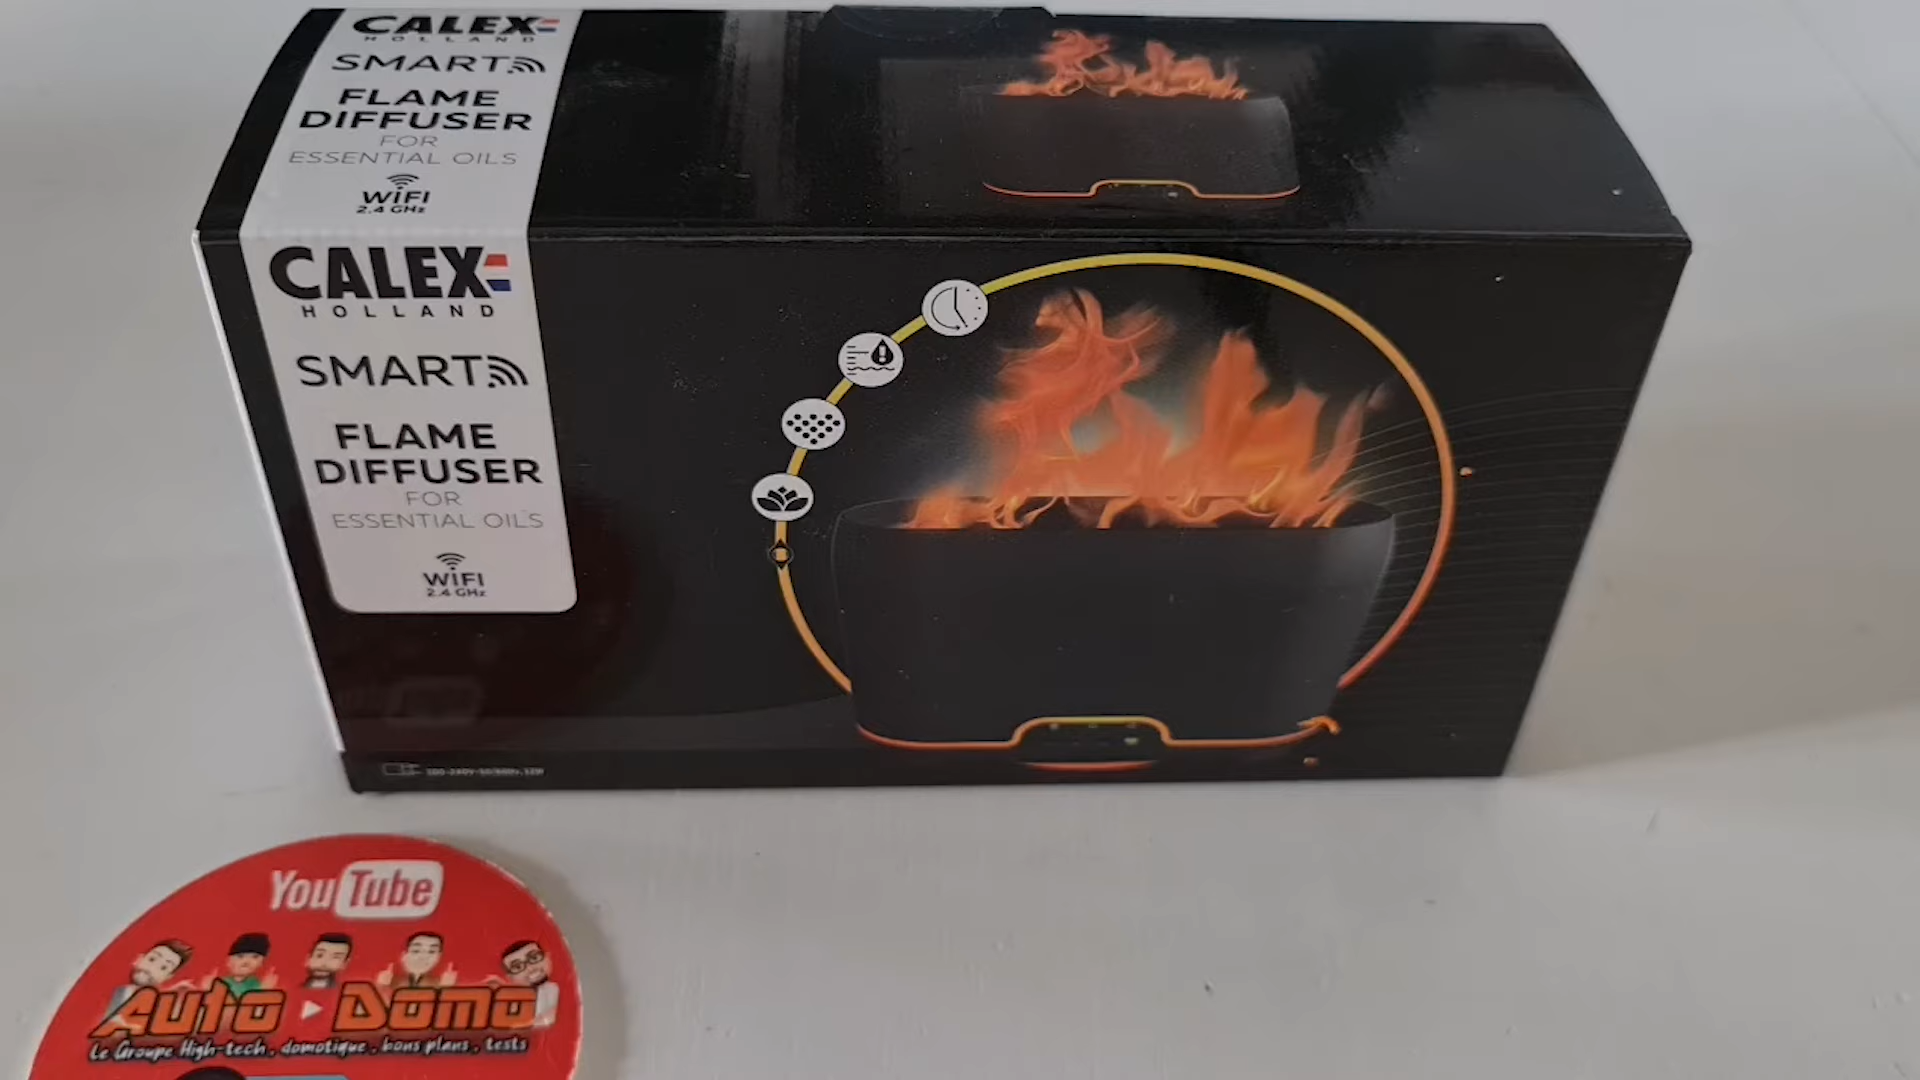 CALEX
HOLLAND
SMART
FLAME
DIFFUSER
FOR
ESSENTIAL OILS
WIFI
2.4 GHz
CALEX
HOLLAND
SMART
FLAME
DIFFUSER
FOR
ESSENTIAL OILS
WIFI
2.4 GHz
YouTube
Auto Domo
Le Groupe High-tech, domotique, bons plans, tests